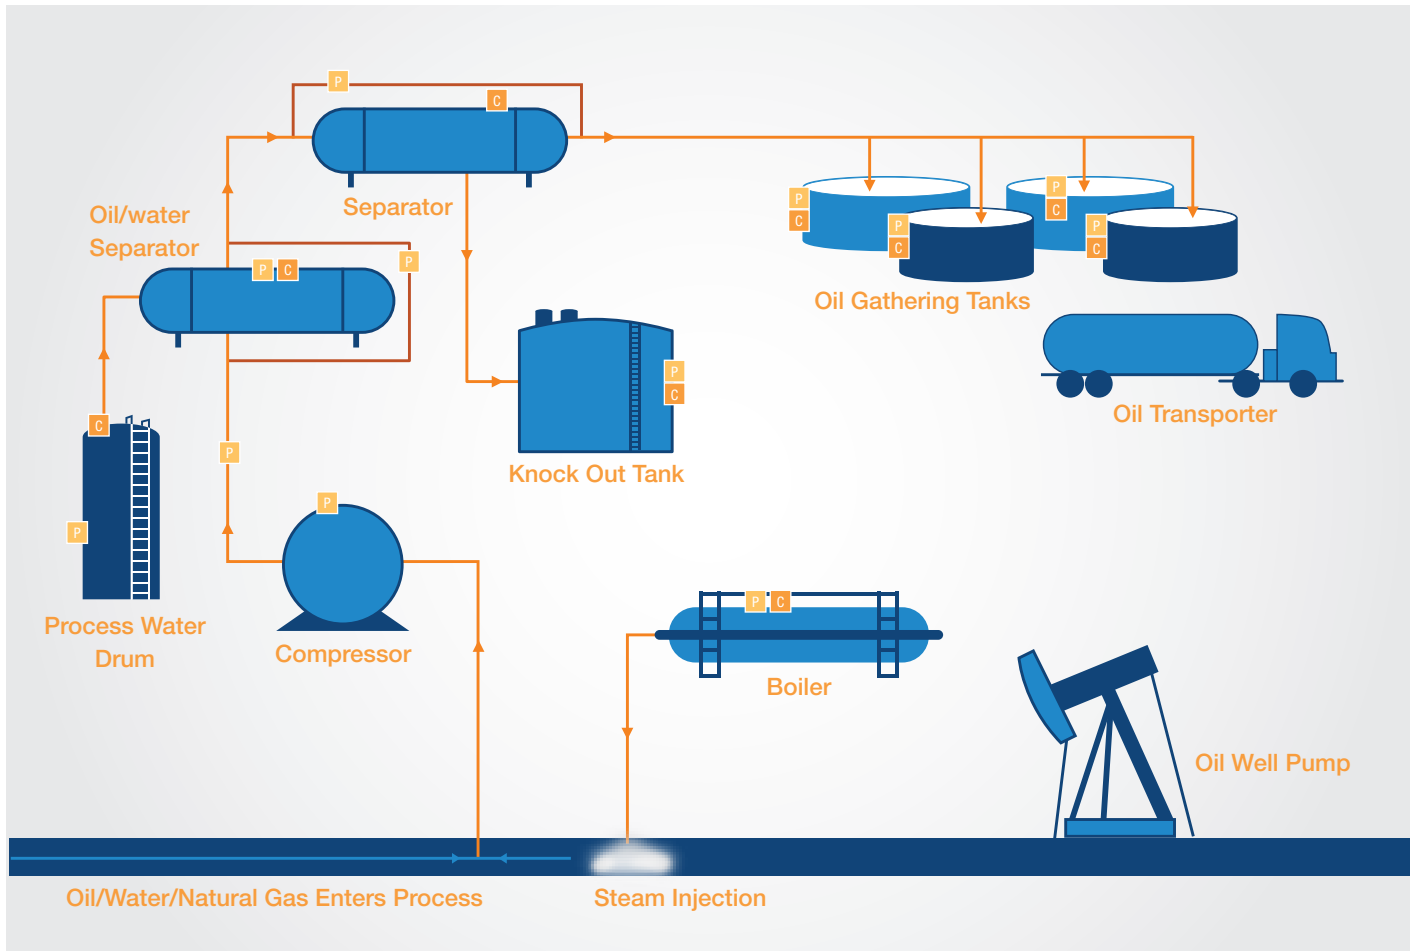 P
C
Separator
Oil/water
Separator
P
C
P
P
C
P
C
P
C
P
C
Oil Gathering Tanks
Oil Transporter
P
C
Knock Out Tank
C
P
P
Process Water
Drum
P
Compressor
P
C
Boiler
Oil Well Pump
Oil/Water/Natural Gas Enters Process
Steam Injection